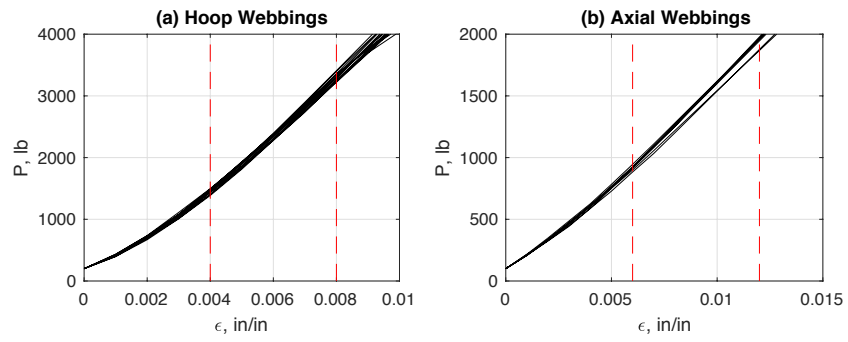 (a) Hoop Webbings
4000
3000
2000
1000
0
P, lb
0 0.002 0.004 0.006 0.008 0.01
ϵ, in/in
(b) Axial Webbings
2000
1500
1000
500
0
P, lb
0 0.005 0.01 0.015
ϵ, in/in